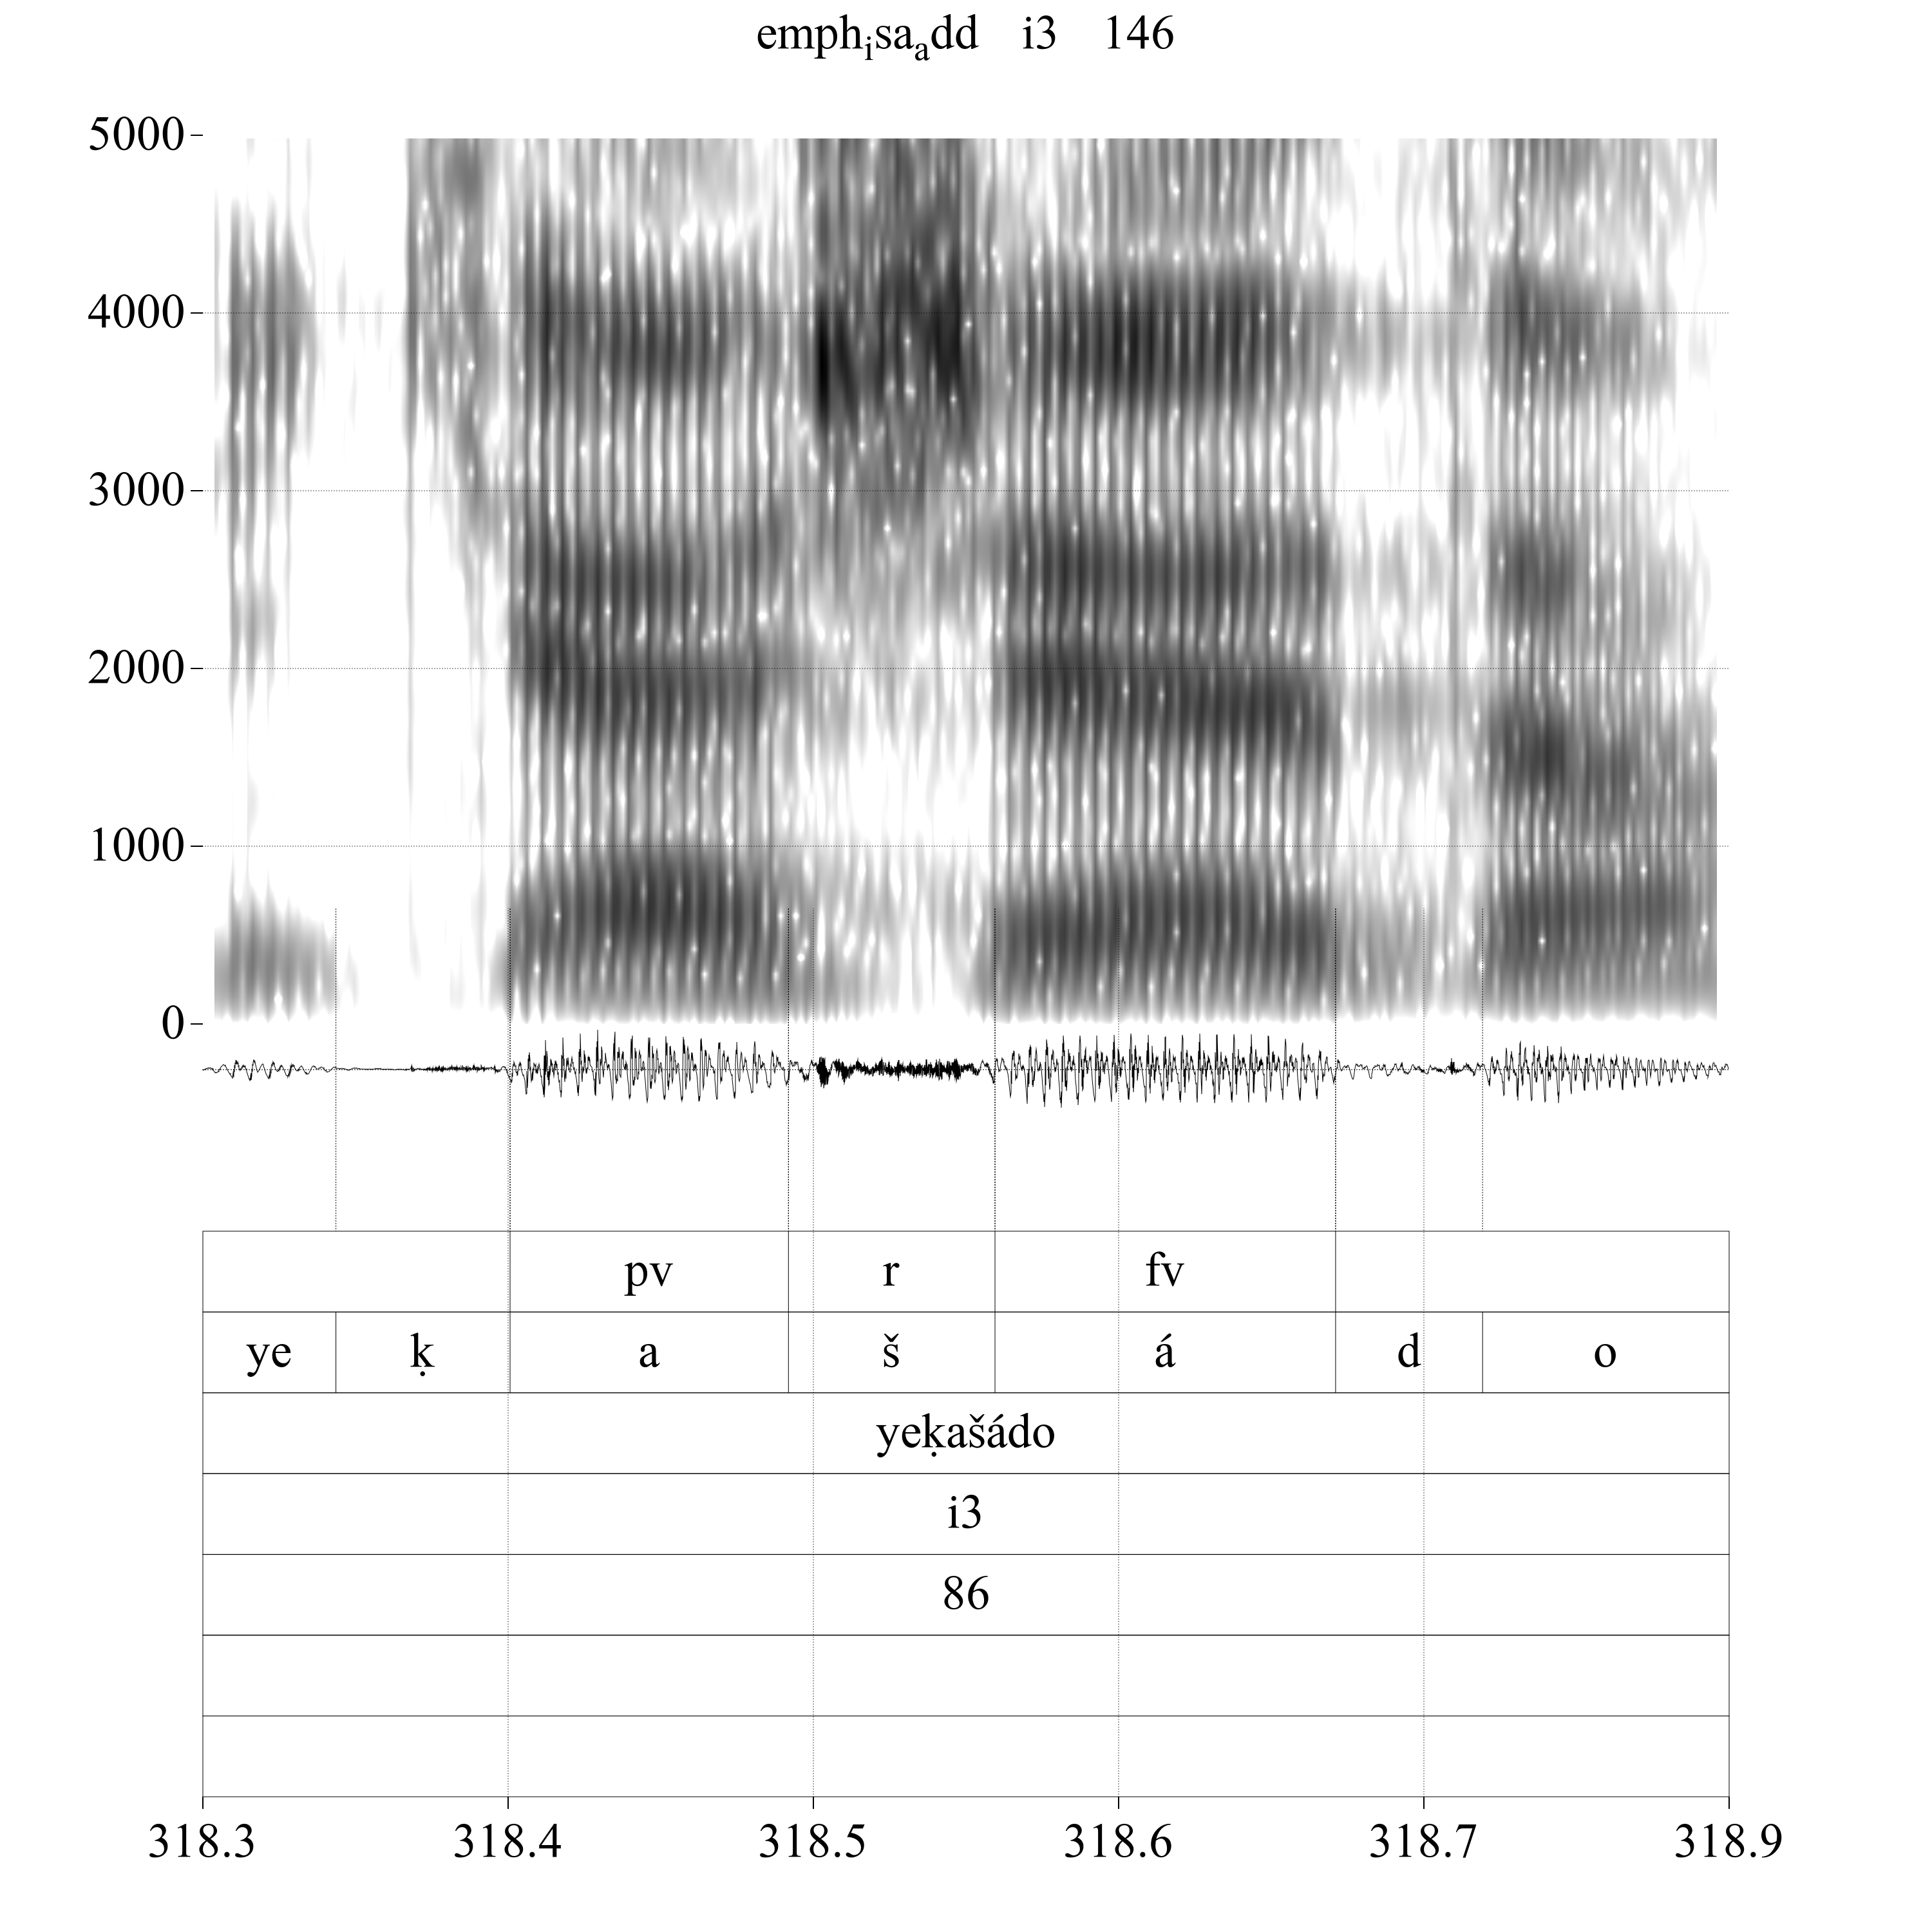 emphᵢsaₐdd i3 146
5000
4000
3000
2000
1000
0
pv r fv
ye ḳ a š á d o
yeḳašádo
i3
86
318.3 318.4 318.5 318.6 318.7 318.9